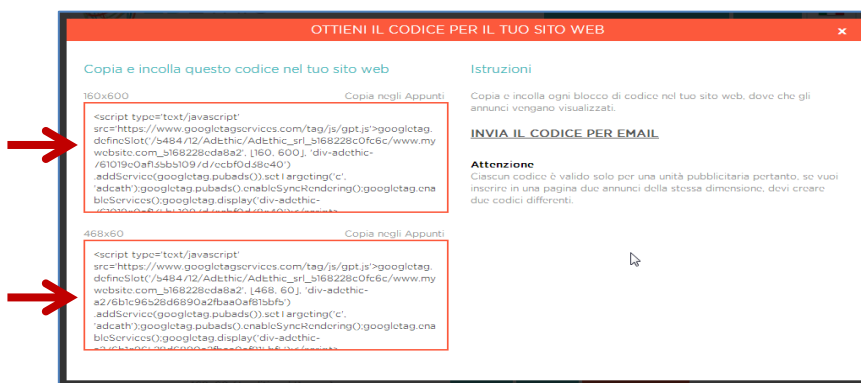 OTTIENI IL CODICE PER IL TUO SITO WEB ×
Copia e incolla questo codice nel tuo sito web
160x600 Copia negli Appunti
<script type='text/javascript'
src='https://www.googletagservices.com/tag/js/gpt.js'>googletag.
defineSlot('/5484712/AdEthic/AdEthic_srl_5168228c0fc6c/www.my
website.com_5168228eda8a2', [160, 600], 'div-adethic-
.addService(googletag.pubads()).setTargeting('c',
'adcath');googletag.pubads().enableSyncRendering();googletag.ena
bleServices();googletag.display('div-adethic-
468x60 Copia negli Appunti
<script type='text/javascript'
src='https://www.googletagservices.com/tag/js/gpt.js'>googletag.
defineSlot('/5484712/AdEthic/AdEthic_srl_5168228c0fc6c/www.my
website.com_5168228eda8a2', [468, 60], 'div-adethic-
a276b1c96528d6890a2fbaa0af815bf5')
.addService(googletag.pubads()).setTargeting('c',
'adcath');googletag.pubads().enableSyncRendering();googletag.ena
bleServices();googletag.display('div-adethic-
Istruzioni
Copia e incolla ogni blocco di codice nel tuo sito web, dove che gli
annunci vengano visualizzati.
INVIA IL CODICE PER EMAIL
Attenzione
Ciascun codice è valido solo per una unità pubblicitaria pertanto, se vuoi
inserire in una pagina due annunci della stessa dimensione, devi creare
due codici differenti.